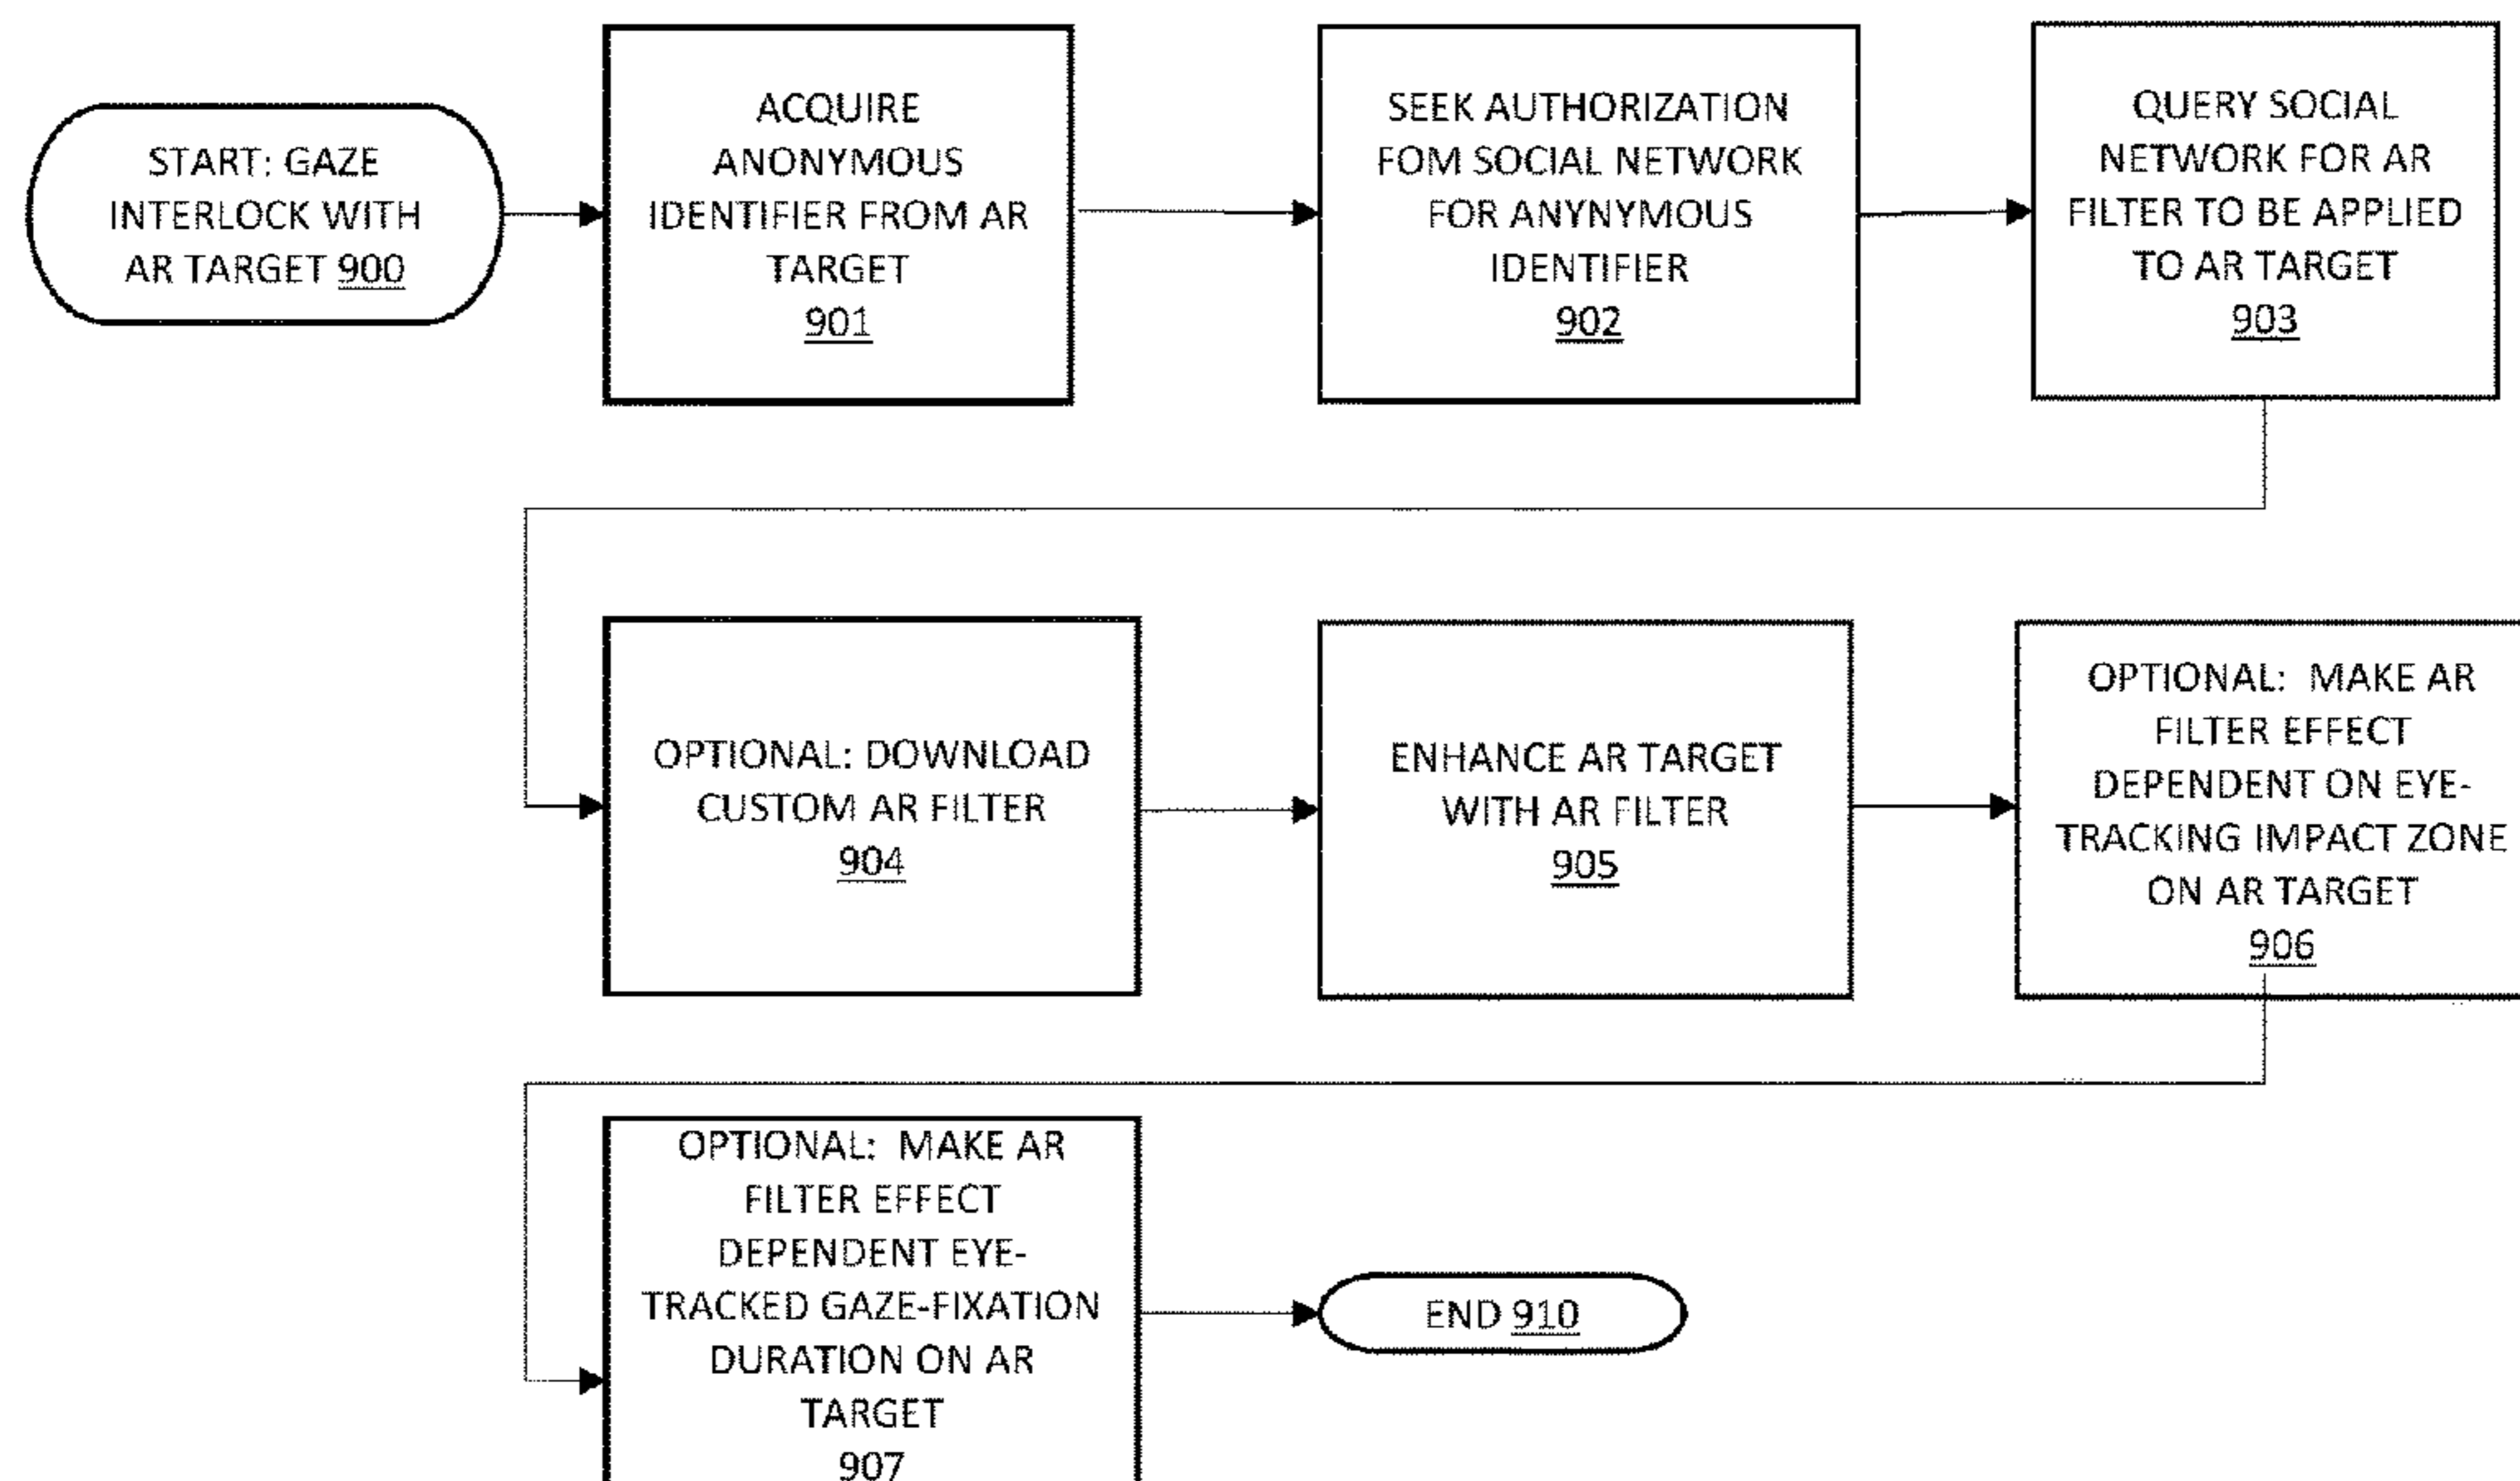 START: GAZE
INTERLOCK WITH
AR TARGET 900
ACQUIRE
ANONYMOUS
IDENTIFIER FROM AR
TARGET
901
SEEK AUTHORIZATION
FOM SOCIAL NETWORK
FOR ANYNYMOUS
IDENTIFIER
902
QUERY SOCIAL
NETWORK FOR AR
FILTER TO BE APPLIED
TO AR TARGET
903
OPTIONAL: DOWNLOAD
CUSTOM AR FILTER
904
ENHANCE AR TARGET
WITH AR FILTER
905
OPTIONAL:  MAKE AR
FILTER EFFECT
DEPENDENT ON EYE-
TRACKING IMPACT ZONE
ON AR TARGET
906
OPTIONAL:  MAKE AR
FILTER EFFECT
DEPENDENT EYE-
TRACKED GAZE-FIXATION
DURATION ON AR
TARGET
907
END 910